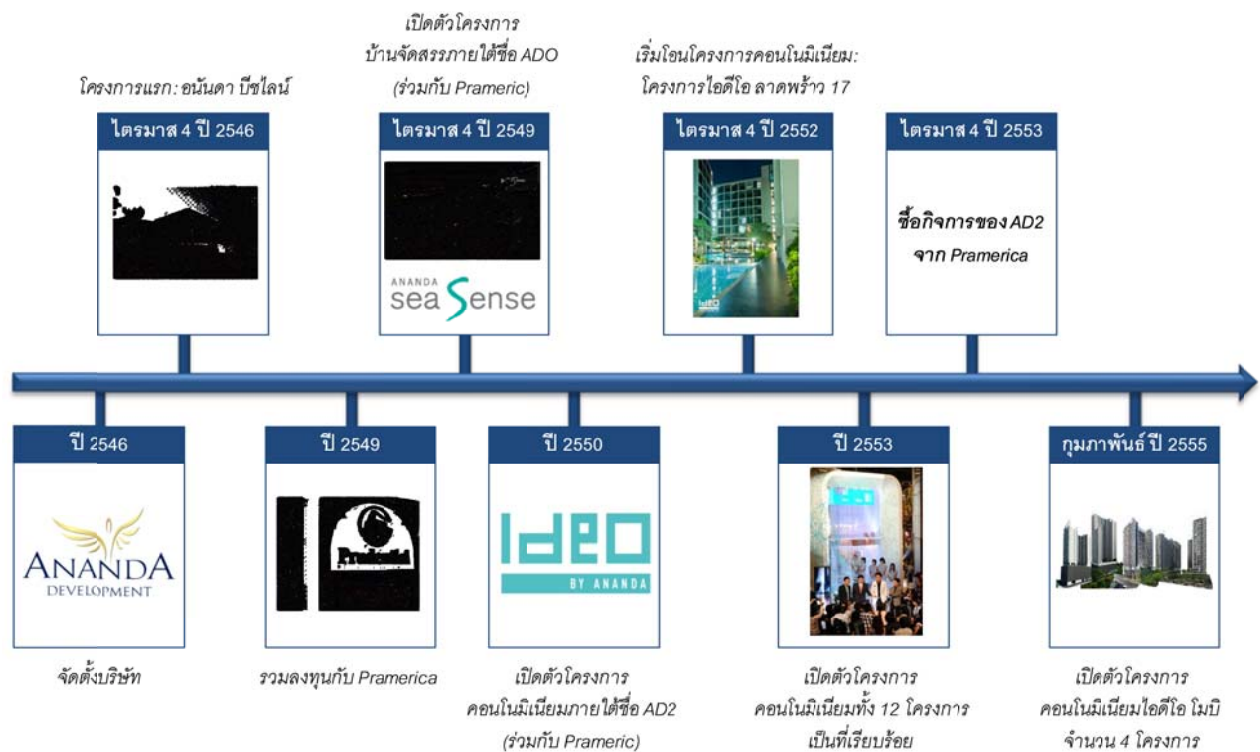 โครงการแรก: อนันดา บีชไลน์
ไตรมาส 4 ปี 2546
เปิดตัวโครงการ
บ้านจัดสรรภายใต้ชื่อ ADO
(ร่วมกับ Prameric)
ไตรมาส 4 ปี 2549
ANANDA
sea Sense
เริ่มโอนโครงการคอนโนมิเนียม:
โครงการไอดีโอ ลาดพร้าว 17
ไตรมาส 4 ปี 2552
IdeO
ไตรมาส 4 ปี 2553
ซื้อกิจการของ AD2
จาก Pramerica
ปี 2546
ANANDA
DEVELOPMENT
จัดตั้งบริษัท
ปี 2549
รวมลงทุนกับ Pramerica
ปี 2550
IdeO
BY ANANDA
เปิดตัวโครงการ
คอนโนมิเนียมภายใต้ชื่อ AD2
(ร่วมกับ Prameric)
ปี 2553
IdeO
เปิดตัวโครงการ
คอนโนมิเนียมทั้ง 12 โครงการ
เป็นที่เรียบร้อย
กุมภาพันธ์ ปี 2555
เปิดตัวโครงการ
คอนโนมิเนียมไอดีโอ โมบิ
จำนวน 4 โครงการ